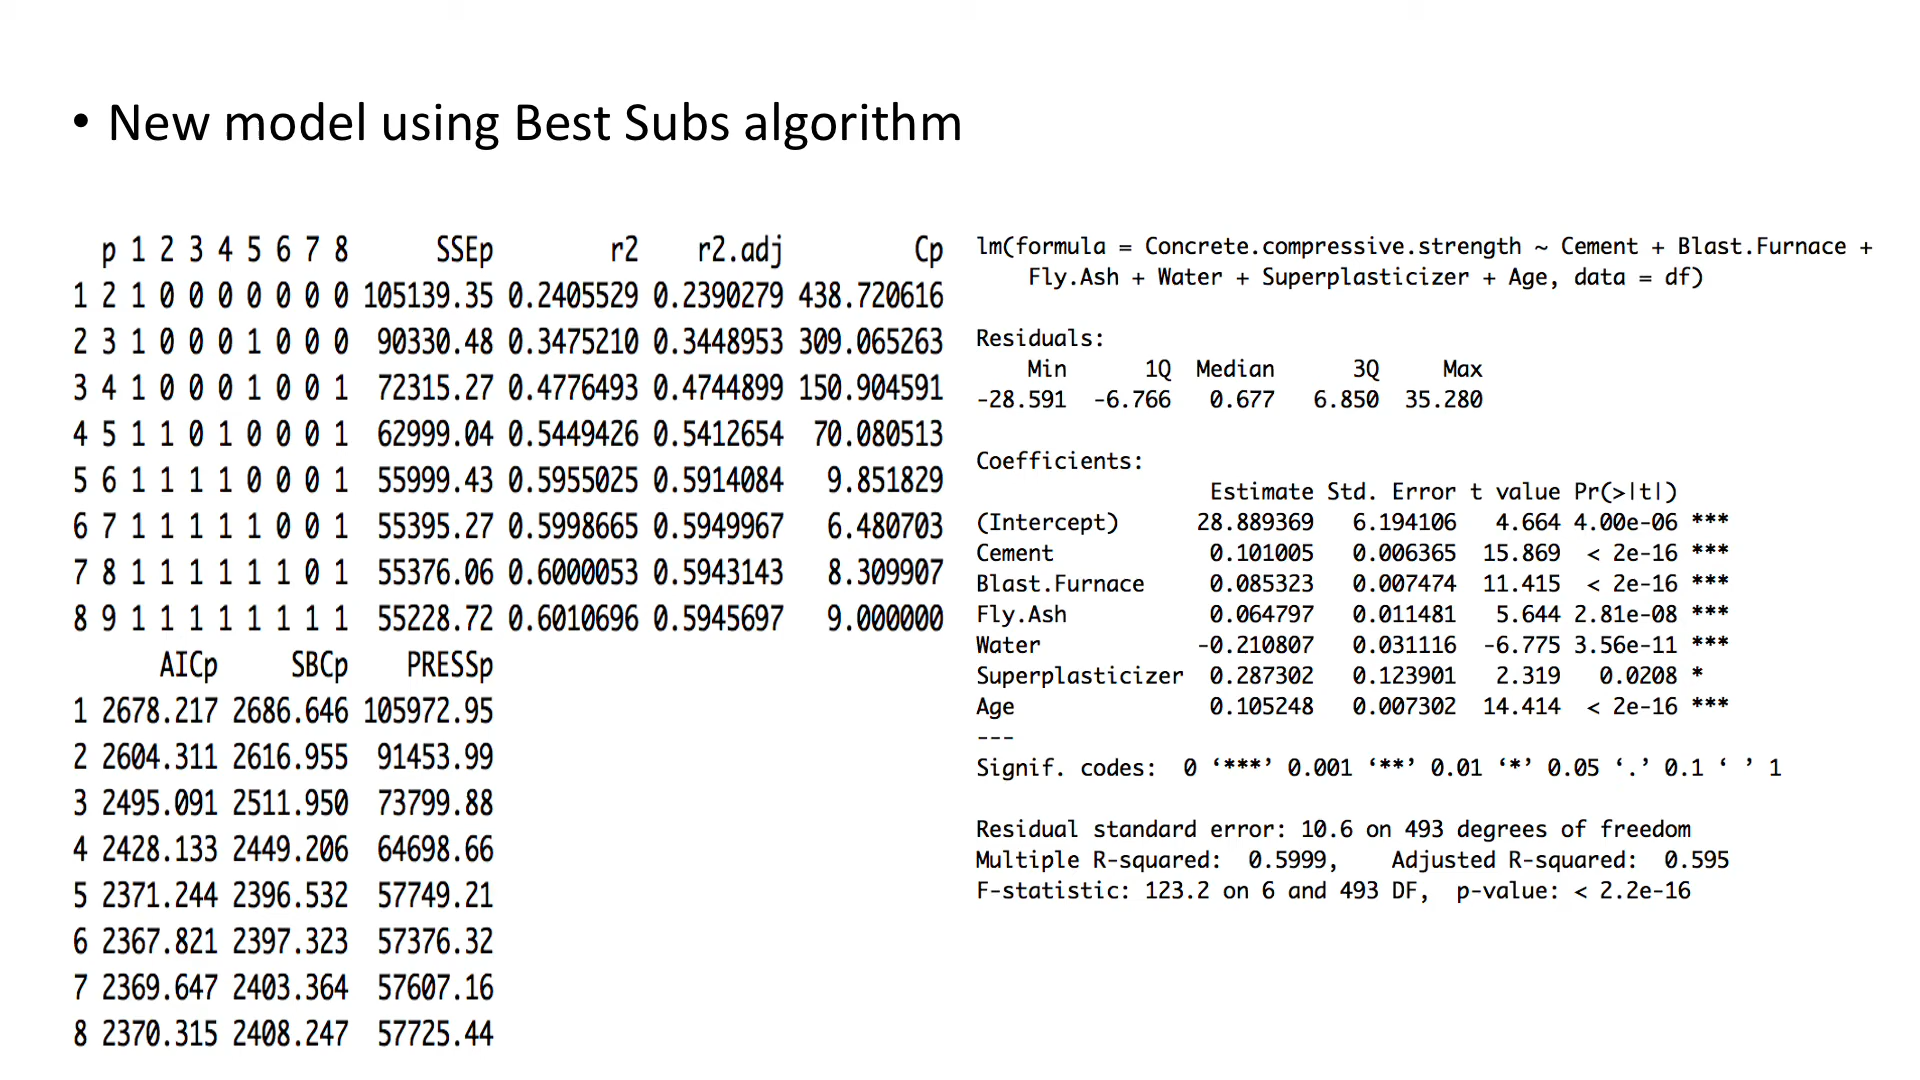 • New model using Best Subs algorithm
p 1 2 3 4 5 6 7 8 SSEp r2 r2.adj Cp
1 2 1 0 0 0 0 0 0 0 105139.35 0.2405529 0.2390279 438.720616
2 3 1 0 0 0 1 0 0 0 90330.48 0.3475210 0.3448953 309.065263
3 4 1 0 0 0 1 0 0 1 72315.27 0.4776493 0.4744899 150.904591
4 5 1 1 0 1 0 0 0 1 62999.04 0.5449426 0.5412654 70.080513
5 6 1 1 1 1 0 0 0 1 55999.43 0.5955025 0.5914084 9.851829
6 7 1 1 1 1 1 0 0 1 55395.27 0.5998665 0.5949967 6.480703
7 8 1 1 1 1 1 1 0 1 55376.06 0.6000053 0.5943143 8.309907
8 9 1 1 1 1 1 1 1 1 55228.72 0.6010696 0.5945697 9.000000
AICp SBCp PRESSp
1 2678.217 2686.646 105972.95
2 2604.311 2616.955 91453.99
3 2495.091 2511.950 73799.88
4 2428.133 2449.206 64698.66
5 2371.244 2396.532 57749.21
6 2367.821 2397.323 57376.32
7 2369.647 2403.364 57607.16
8 2370.315 2408.247 57725.44
lm(formula = Concrete.compressive.strength ~ Cement + Blast.Furnace +
Fly.Ash + Water + Superplasticizer + Age, data = df)
Residuals:
Min 1Q Median 3Q Max
-28.591 -6.766 0.677 6.850 35.280
Coefficients:
Estimate Std. Error t value Pr(>|t|)
(Intercept) 28.889369 6.194106 4.664 4.00e-06 ***
Cement 0.101005 0.006365 15.869 < 2e-16 ***
Blast.Furnace 0.085323 0.007474 11.415 < 2e-16 ***
Fly.Ash 0.064797 0.011481 5.644 2.81e-08 ***
Water -0.210807 0.031116 -6.775 3.56e-11 ***
Superplasticizer 0.287302 0.123901 2.319 0.0208 *
Age 0.105248 0.007302 14.414 < 2e-16 ***
---
Signif. codes: 0 ‘***’ 0.001 ‘**’ 0.01 ‘*’ 0.05 ‘.’ 0.1 ‘ ’ 1
Residual standard error: 10.6 on 493 degrees of freedom
Multiple R-squared: 0.5999, Adjusted R-squared: 0.595
F-statistic: 123.2 on 6 and 493 DF, p-value: < 2.2e-16